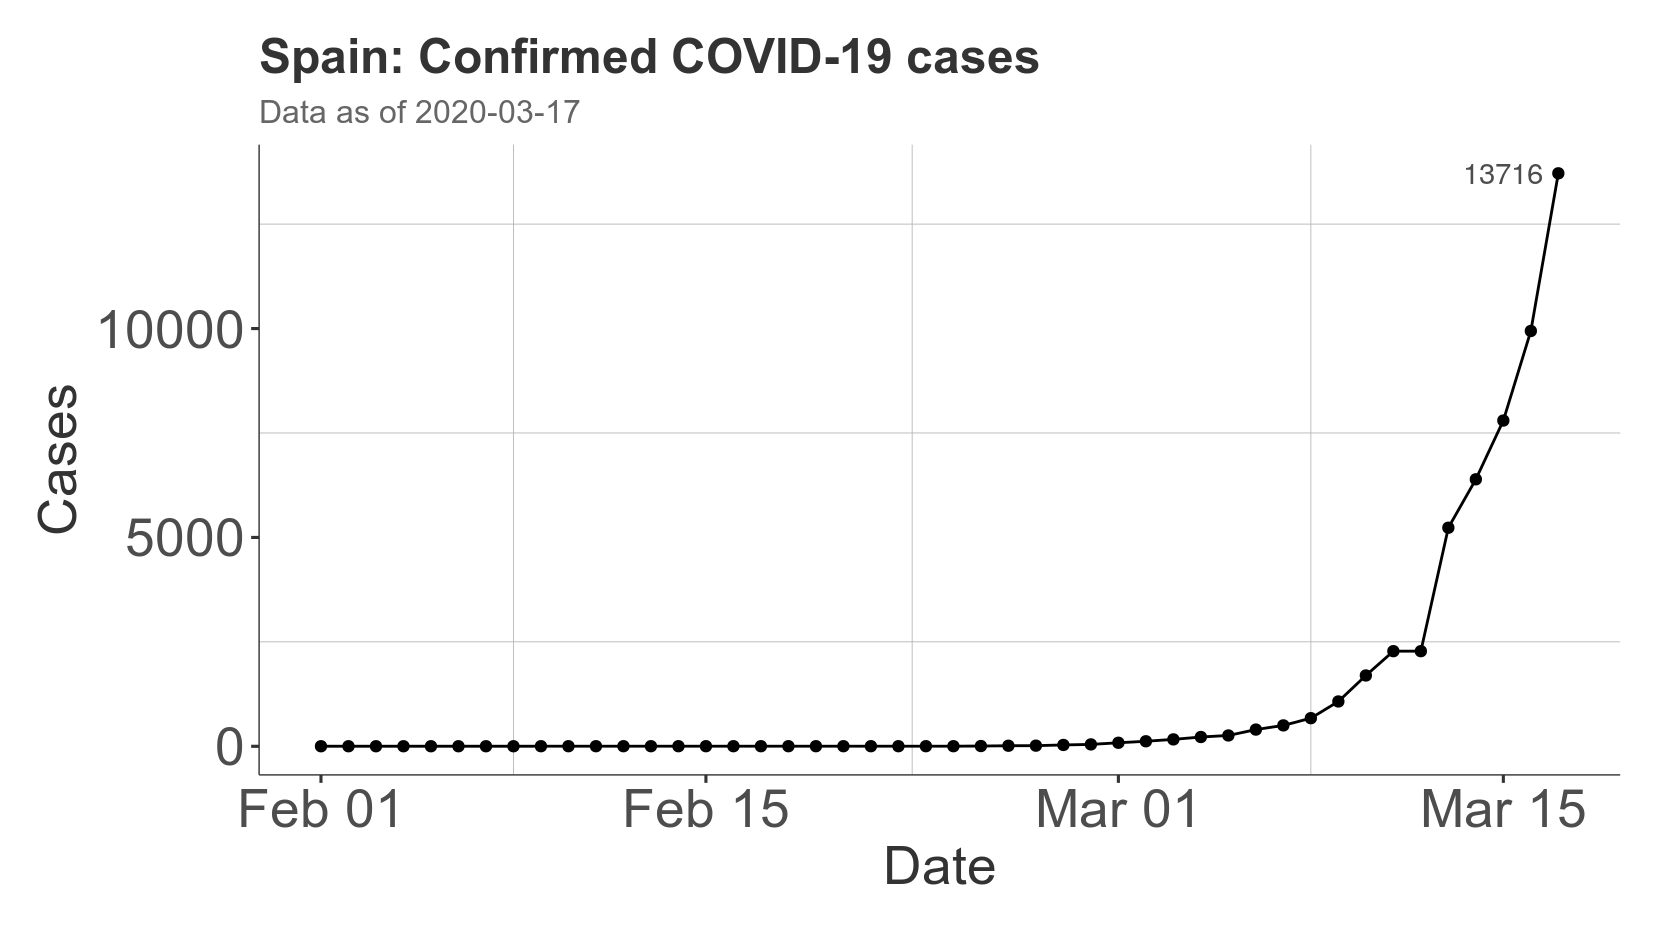 Spain: Confirmed COVID-19 cases
Data as of 2020-03-17
13716
10000
5000
0
Cases
Feb 01 Feb 15 Mar 01 Mar 15
Date